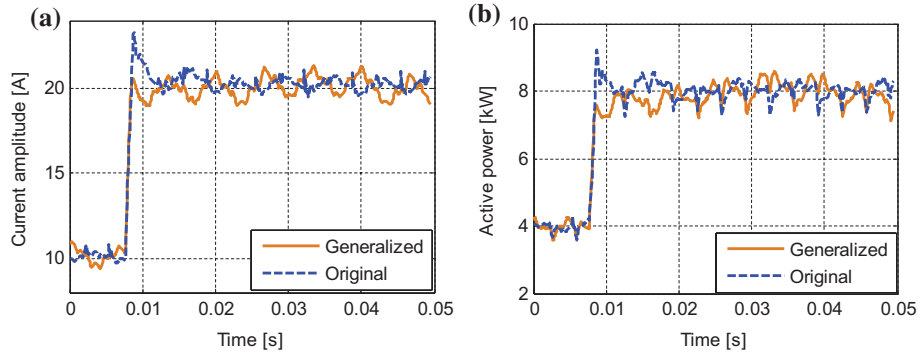 (a)
Current amplitude [A]
20
15
10
0
0.01
0.02
0.03
0.04
0.05
Time [s]
Generalized
Original
(b)
Active power [kW]
10
8
6
4
2
0
0.01
0.02
0.03
0.04
0.05
Time [s]
Generalized
Original